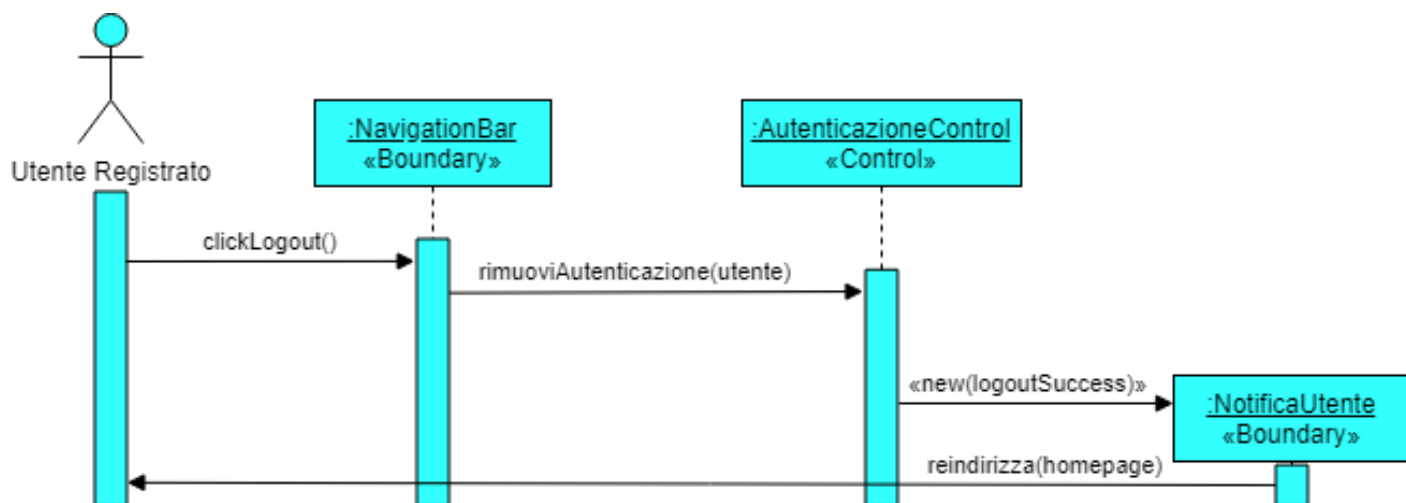 :NavigationBar
«Boundary»
:AutenticazioneControl
«Control»
Utente Registrato
clickLogout()
rimuoviAutenticazione(utente)
«new(logoutSuccess)»
:NotificaUtente
«Boundary»
reindirizza(homepage)